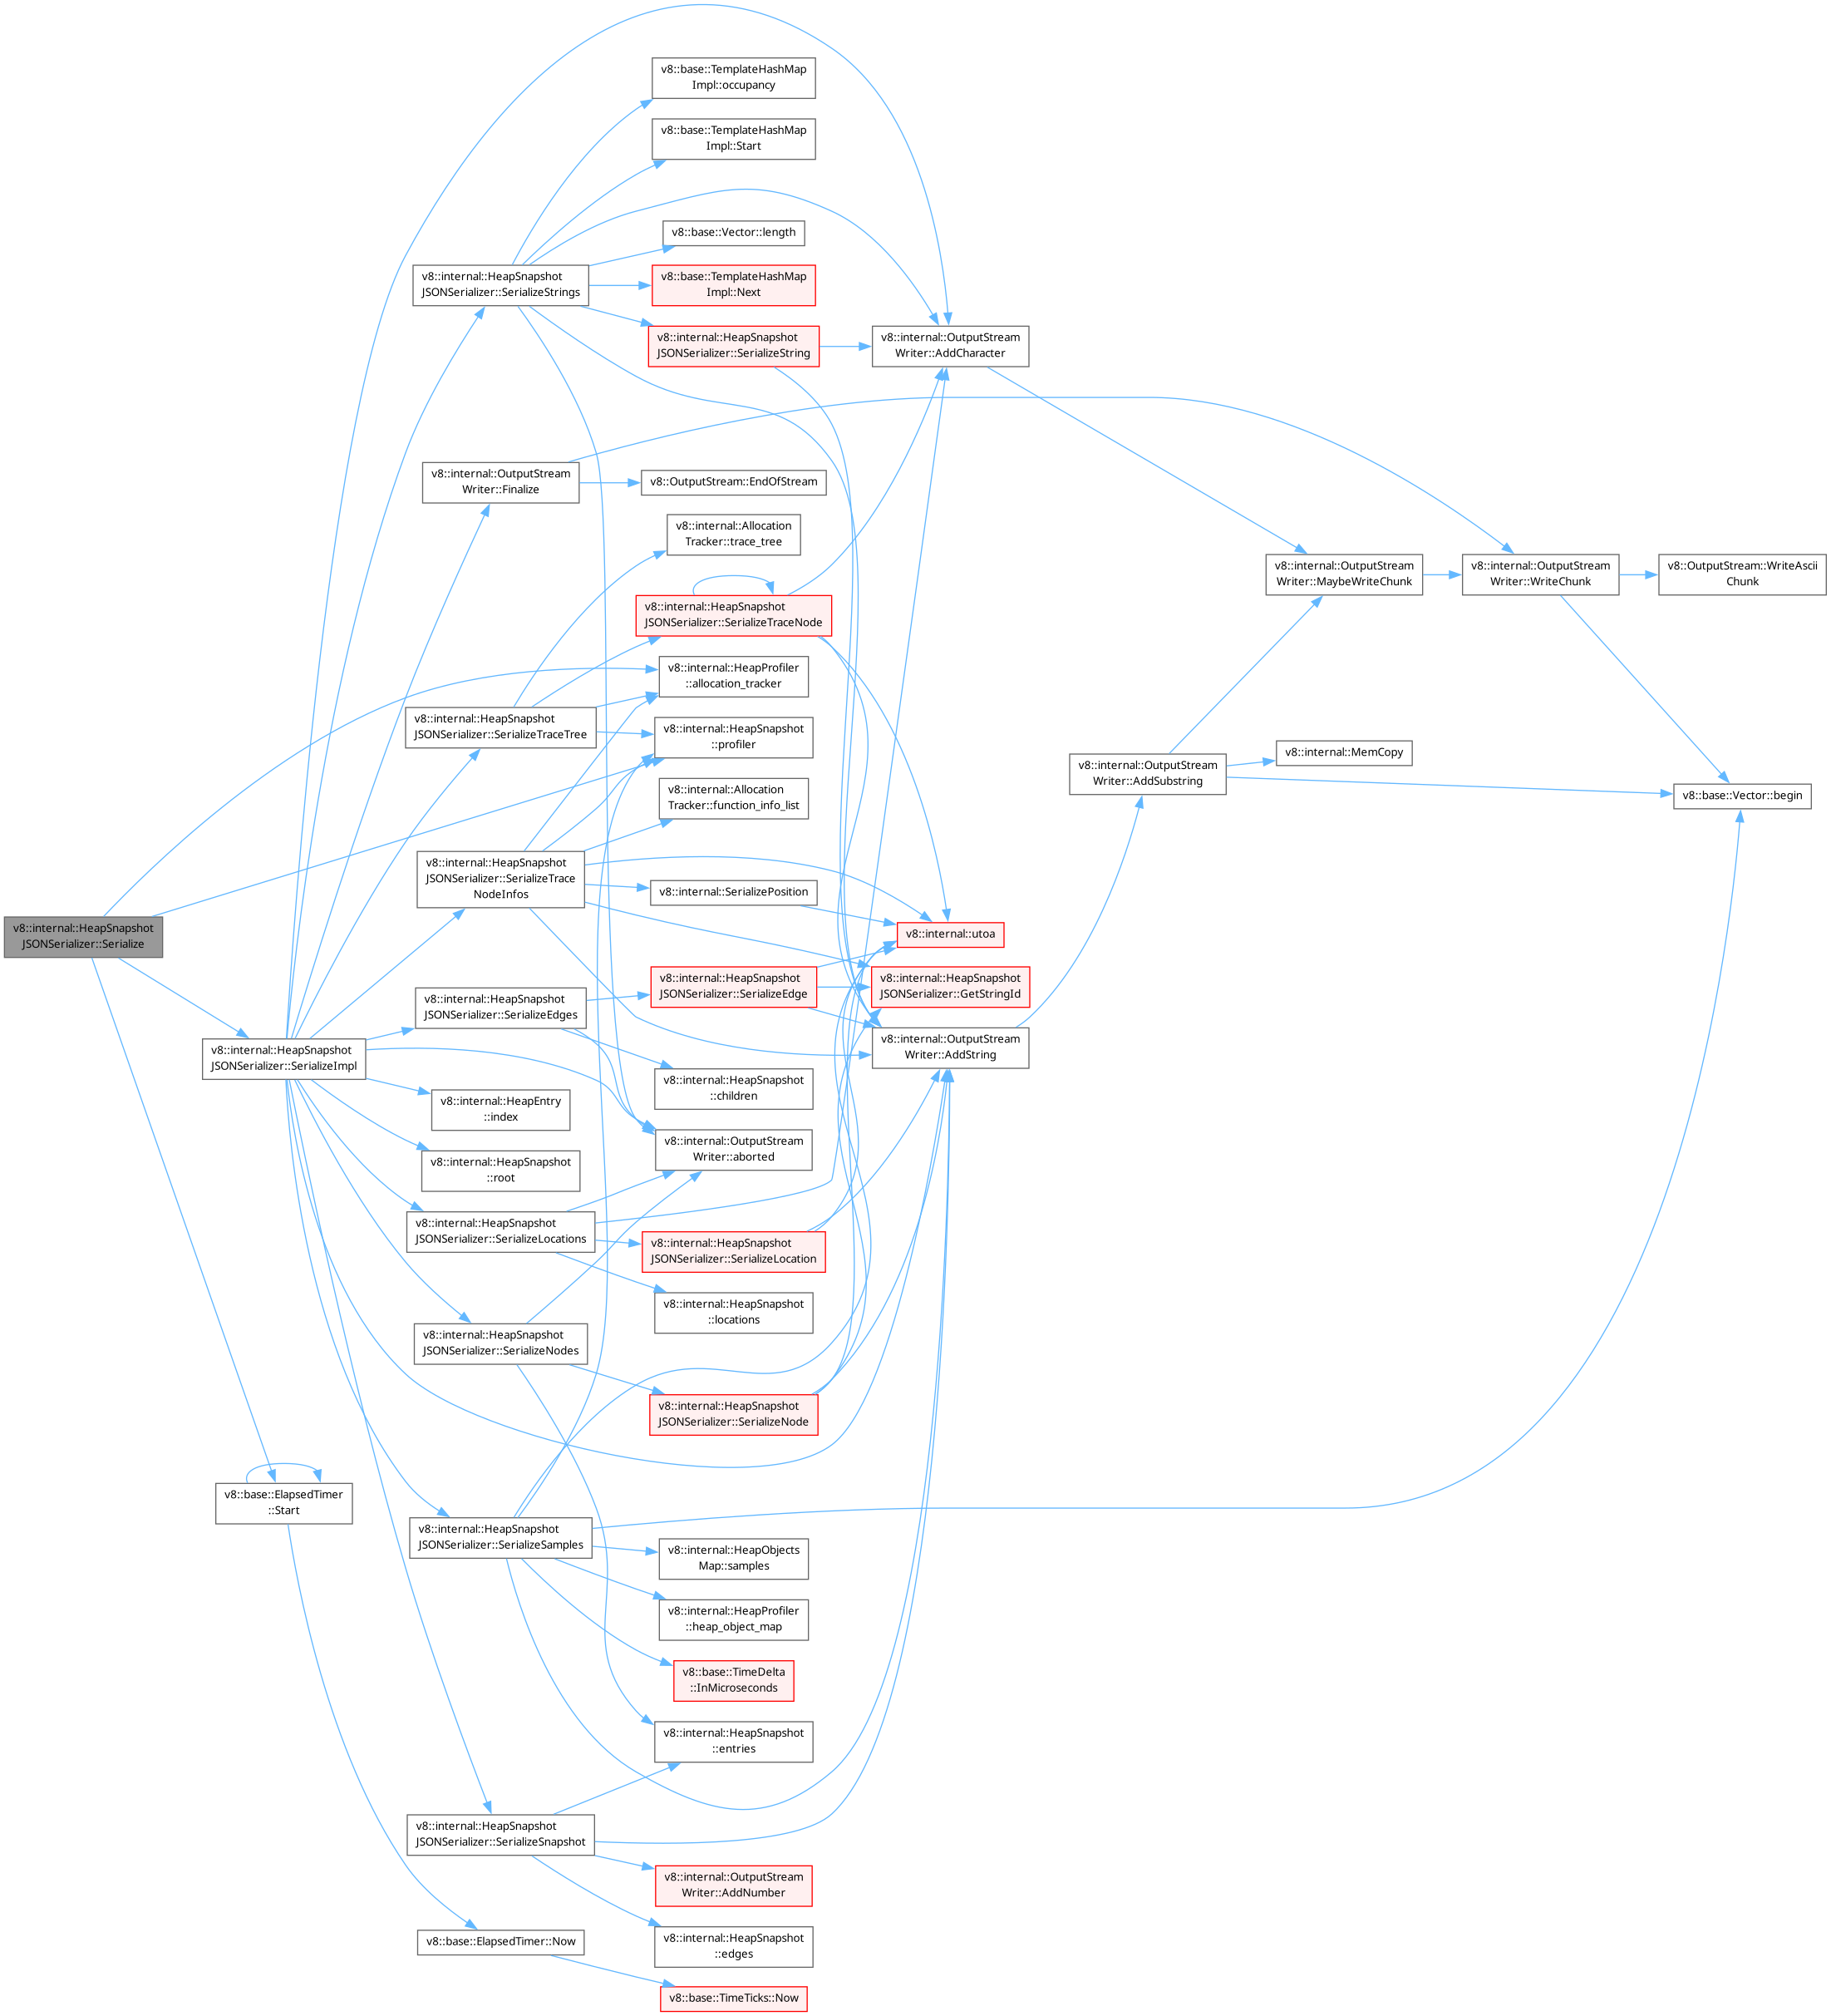 v8::base::TemplateHashMap
Impl::occupancy
v8::base::TemplateHashMap
Impl::Start
v8::base::Vector::length
v8::internal::HeapSnapshot
JSONSerializer::SerializeStrings
v8::base::TemplateHashMap
Impl::Next
v8::internal::HeapSnapshot
JSONSerializer::SerializeString
v8::internal::OutputStream
Writer::AddCharacter
v8::internal::OutputStream
Writer::Finalize
v8::OutputStream::EndOfStream
v8::internal::Allocation
Tracker::trace_tree
v8::internal::OutputStream
Writer::MaybeWriteChunk
v8::internal::OutputStream
Writer::WriteChunk
v8::OutputStream::WriteAscii
Chunk
v8::internal::HeapSnapshot
JSONSerializer::SerializeTraceNode
v8::internal::HeapProfiler
::allocation_tracker
v8::internal::HeapSnapshot
JSONSerializer::SerializeTraceTree
v8::internal::HeapSnapshot
::profiler
v8::internal::MemCopy
v8::internal::OutputStream
Writer::AddSubstring
v8::base::Vector::begin
v8::internal::Allocation
Tracker::function_info_list
v8::internal::HeapSnapshot
JSONSerializer::SerializeTrace
NodeInfos
v8::internal::SerializePosition
v8::internal::HeapSnapshot
JSONSerializer::Serialize
v8::internal::utoa
v8::internal::HeapSnapshot
JSONSerializer::SerializeEdge
v8::internal::HeapSnapshot
JSONSerializer::GetStringId
v8::internal::HeapSnapshot
JSONSerializer::SerializeEdges
v8::internal::OutputStream
Writer::AddString
v8::internal::HeapSnapshot
JSONSerializer::SerializeImpl
v8::internal::HeapSnapshot
::children
v8::internal::HeapEntry
::index
v8::internal::OutputStream
Writer::aborted
v8::internal::HeapSnapshot
::root
v8::internal::HeapSnapshot
JSONSerializer::SerializeLocations
v8::internal::HeapSnapshot
JSONSerializer::SerializeLocation
v8::internal::HeapSnapshot
::locations
v8::internal::HeapSnapshot
JSONSerializer::SerializeNodes
v8::internal::HeapSnapshot
JSONSerializer::SerializeNode
v8::base::ElapsedTimer
::Start
v8::internal::HeapSnapshot
JSONSerializer::SerializeSamples
v8::internal::HeapObjects
Map::samples
v8::internal::HeapProfiler
::heap_object_map
v8::base::TimeDelta
::InMicroseconds
v8::internal::HeapSnapshot
::entries
v8::internal::HeapSnapshot
JSONSerializer::SerializeSnapshot
v8::internal::OutputStream
Writer::AddNumber
v8::base::ElapsedTimer::Now
v8::internal::HeapSnapshot
::edges
v8::base::TimeTicks::Now